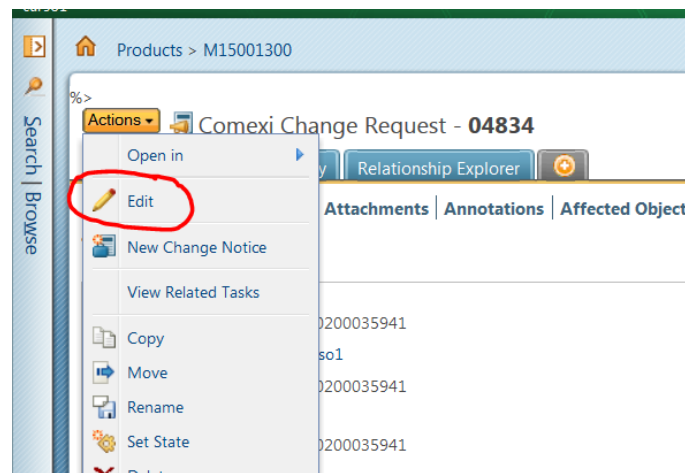 Products > M15001300
%>
Actions
Comexi Change Request - 04834
Open in
Relationship Explorer
Edit
Attachments | Annotations | Affected Object
New Change Notice
View Related Tasks
0200035941
Copy
so1
Move
0200035941
Rename
Set State
0200035941
Search | Browse